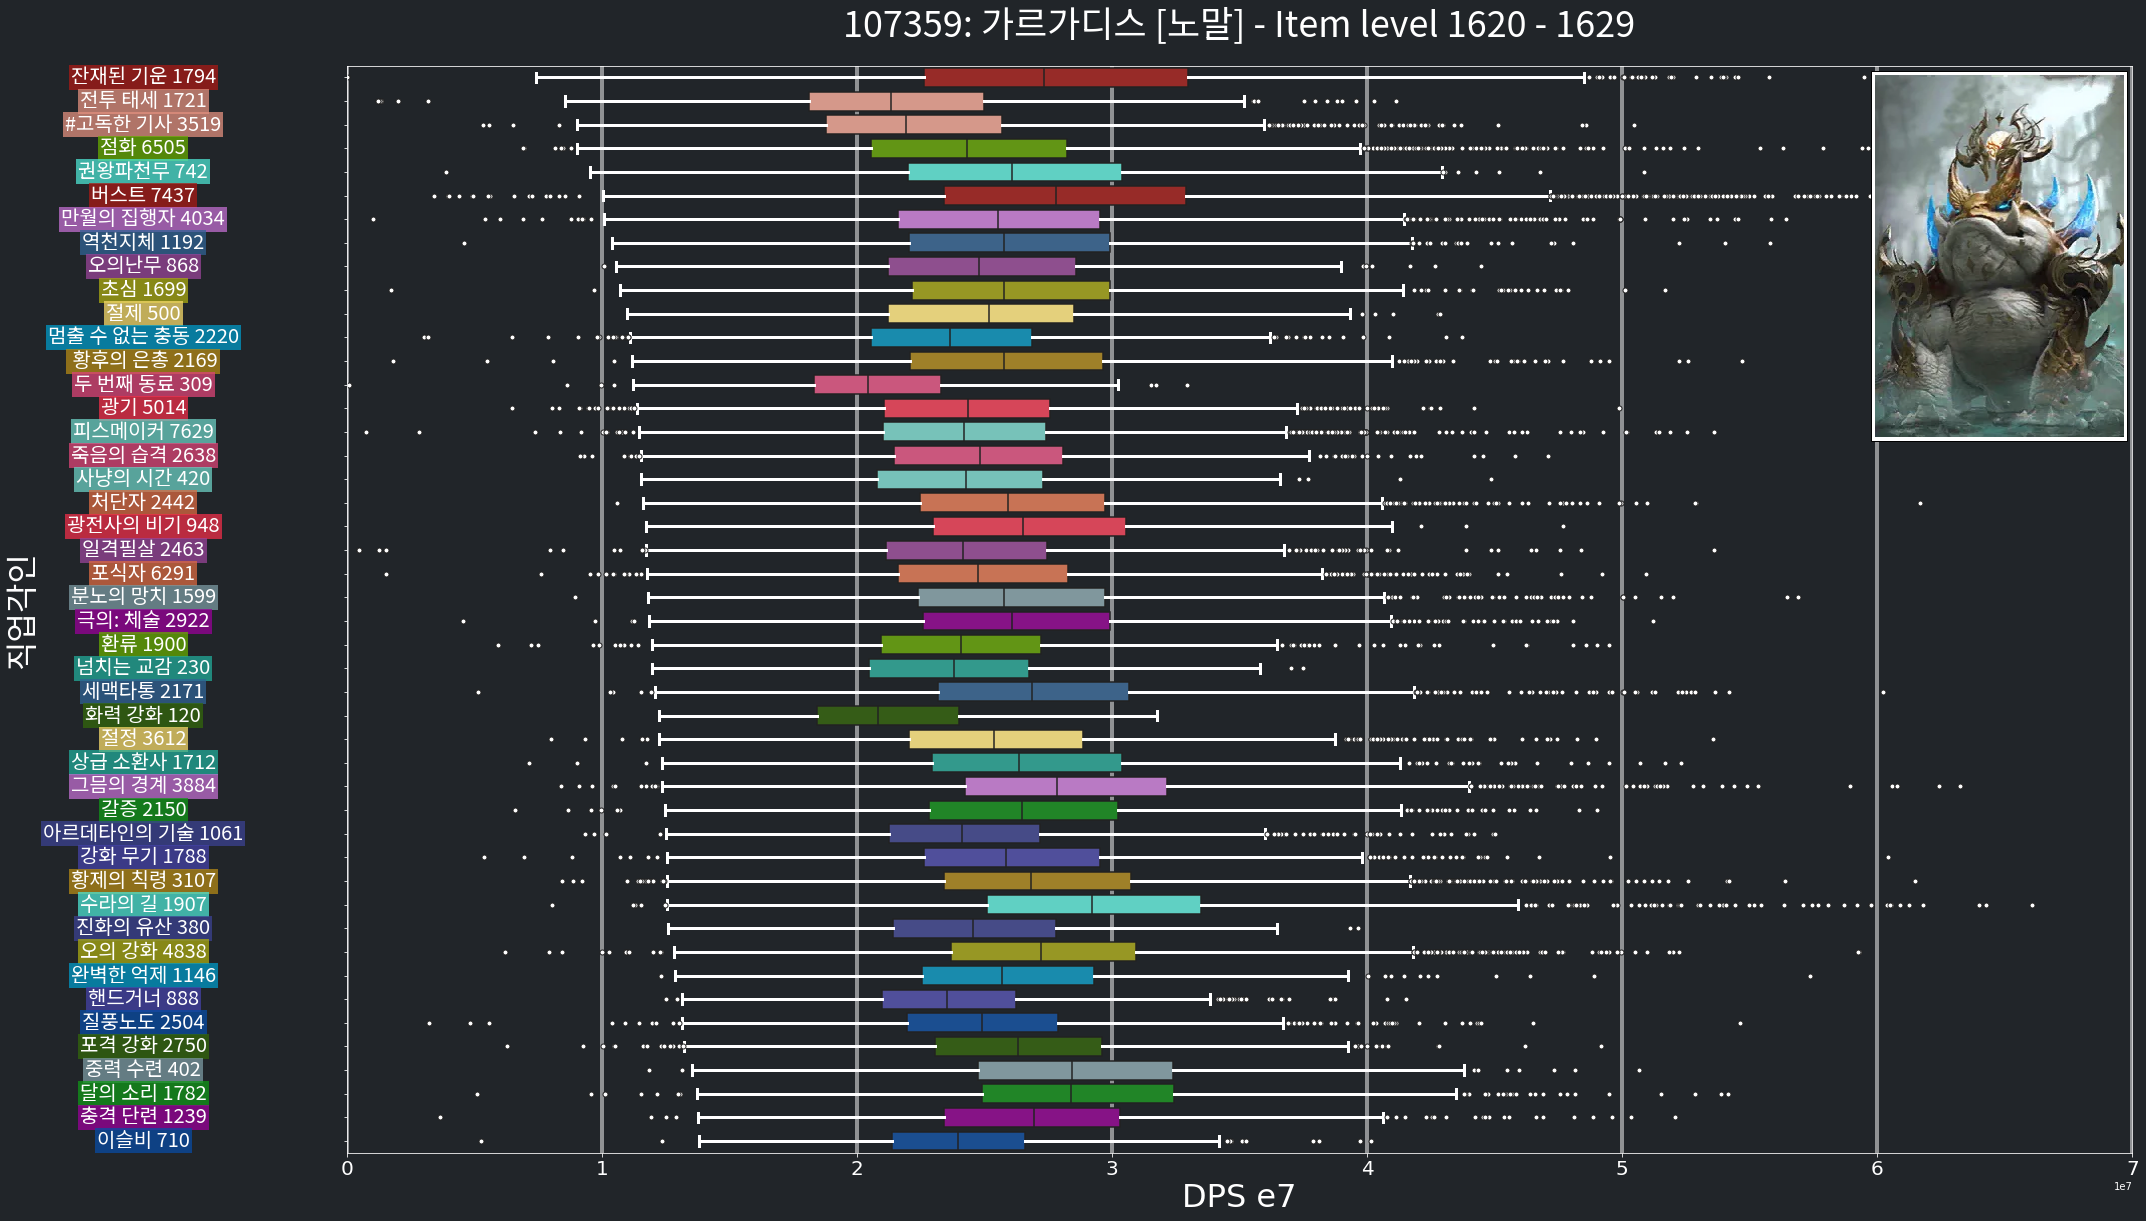 107359: 가르가디스 [노말] - Item level 1620 - 1629
직업각인
잔재된 기운 1794
전투 태세 1721
#고독한 기사 3519
점화 6505
권왕파천무 742
버스트 7437
만월의 집행자 4034
역천지체 1192
오의난무 868
초심 1699
절제 500
멈출 수 없는 충동 2220
황후의 은총 2169
두 번째 동료 309
광기 5014
피스메이커 7629
죽음의 습격 2638
사냥의 시간 420
처단자 2442
광전사의 비기 948
일격필살 2463
포식자 6291
분노의 망치 1599
극의: 체술 2922
환류 1900
넘치는 교감 230
세맥타통 2171
화력 강화 120
절정 3612
상급 소환사 1712
그믐의 경계 3884
갈증 2150
아르데타인의 기술 1061
강화 무기 1788
황제의 칙령 3107
수라의 길 1907
진화의 유산 380
오의 강화 4838
완벽한 억제 1146
핸드거너 888
질풍노도 2504
포격 강화 2750
중력 수련 402
달의 소리 1782
충격 단련 1239
이슬비 710
0 1 2 3 4 5 6 7
1e7
DPS e7